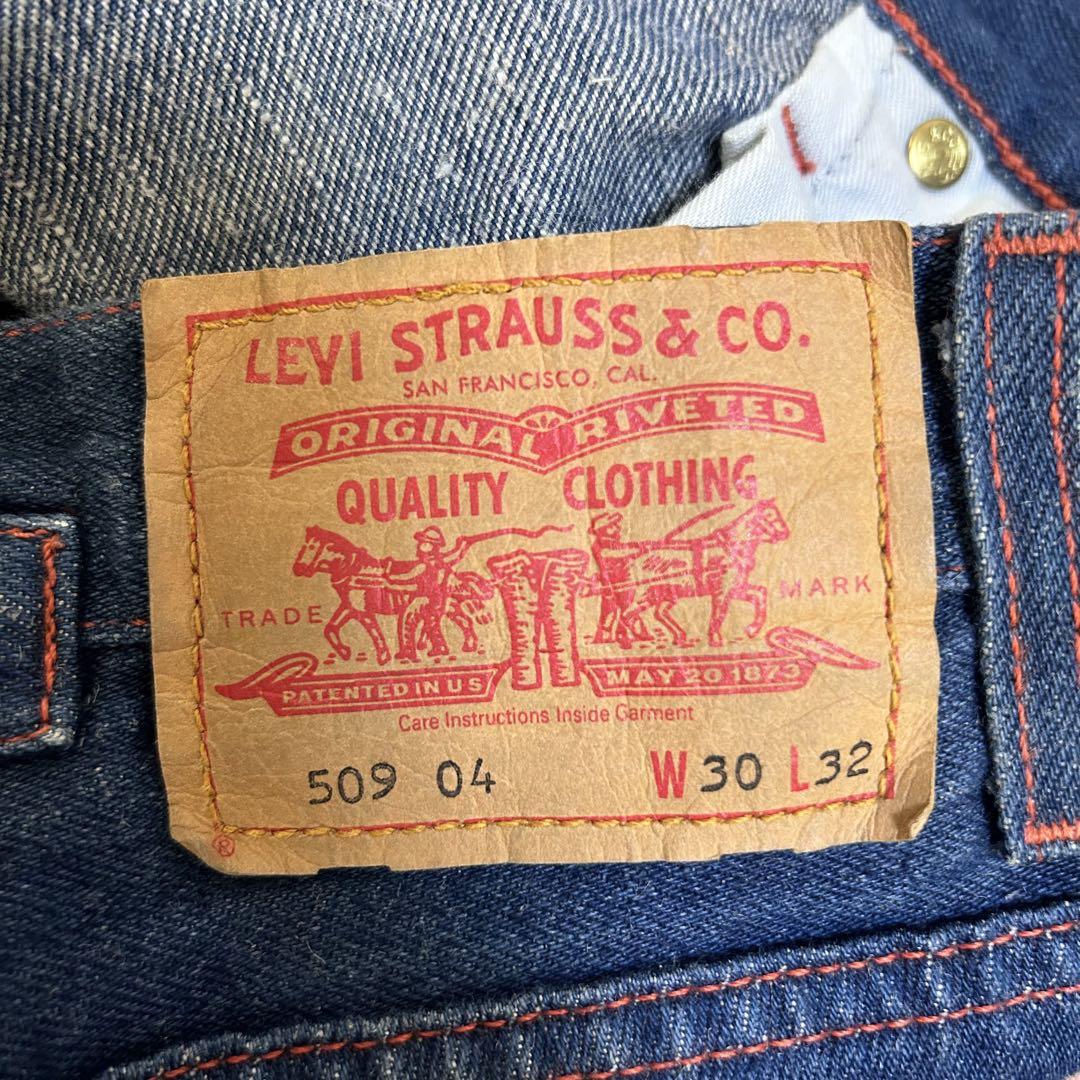 LEVI STRAUSS & CO.
SAN FRANCISCO, CAL.
ORIGINAL RIVETED
QUALITY CLOTHING
TRADE MARK
PATENTED IN US MAY 20 1873
Care Instructions Inside Garment
509 04 W30 L32
®